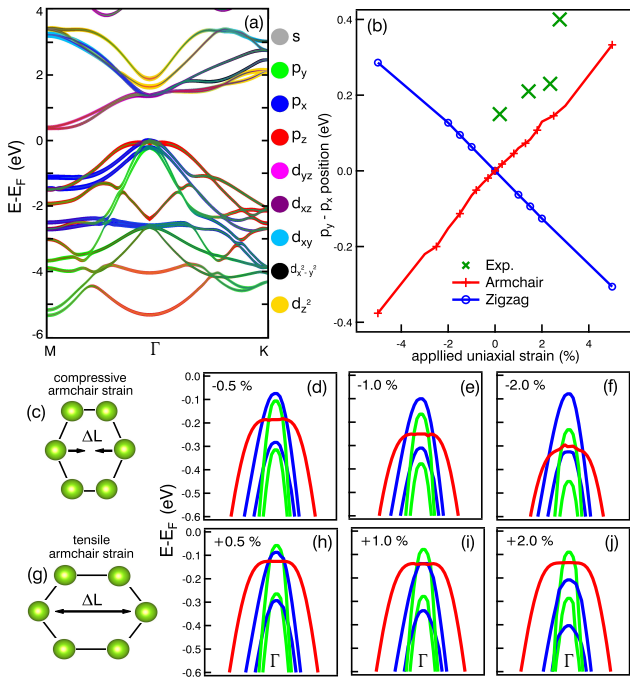 (a)
E-E_F (eV)
4
2
0
-2
-4
-6
M
Γ
K
s
p_y
p_x
p_z
d_yz
d_xz
d_xy
d_x²-y²
d_z²
(b)
p_y - p_x position (eV)
0.4
0.2
0.0
-0.2
-0.4
-4
-2
0
2
4
appllied uniaxial strain (%)
Exp.
Armchair
Zigzag
compressive
armchair strain
(c)
ΔL
tensile
armchair strain
(g)
ΔL
E-E_F (eV)
0.0
-0.1
-0.2
-0.3
-0.4
-0.5
-0.6
-0.5 %
(d)
-1.0 %
(e)
-2.0 %
(f)
0.0
-0.1
-0.2
-0.3
-0.4
-0.5
-0.6
+0.5 %
(h)
Γ
+1.0 %
(i)
Γ
+2.0 %
(j)
Γ